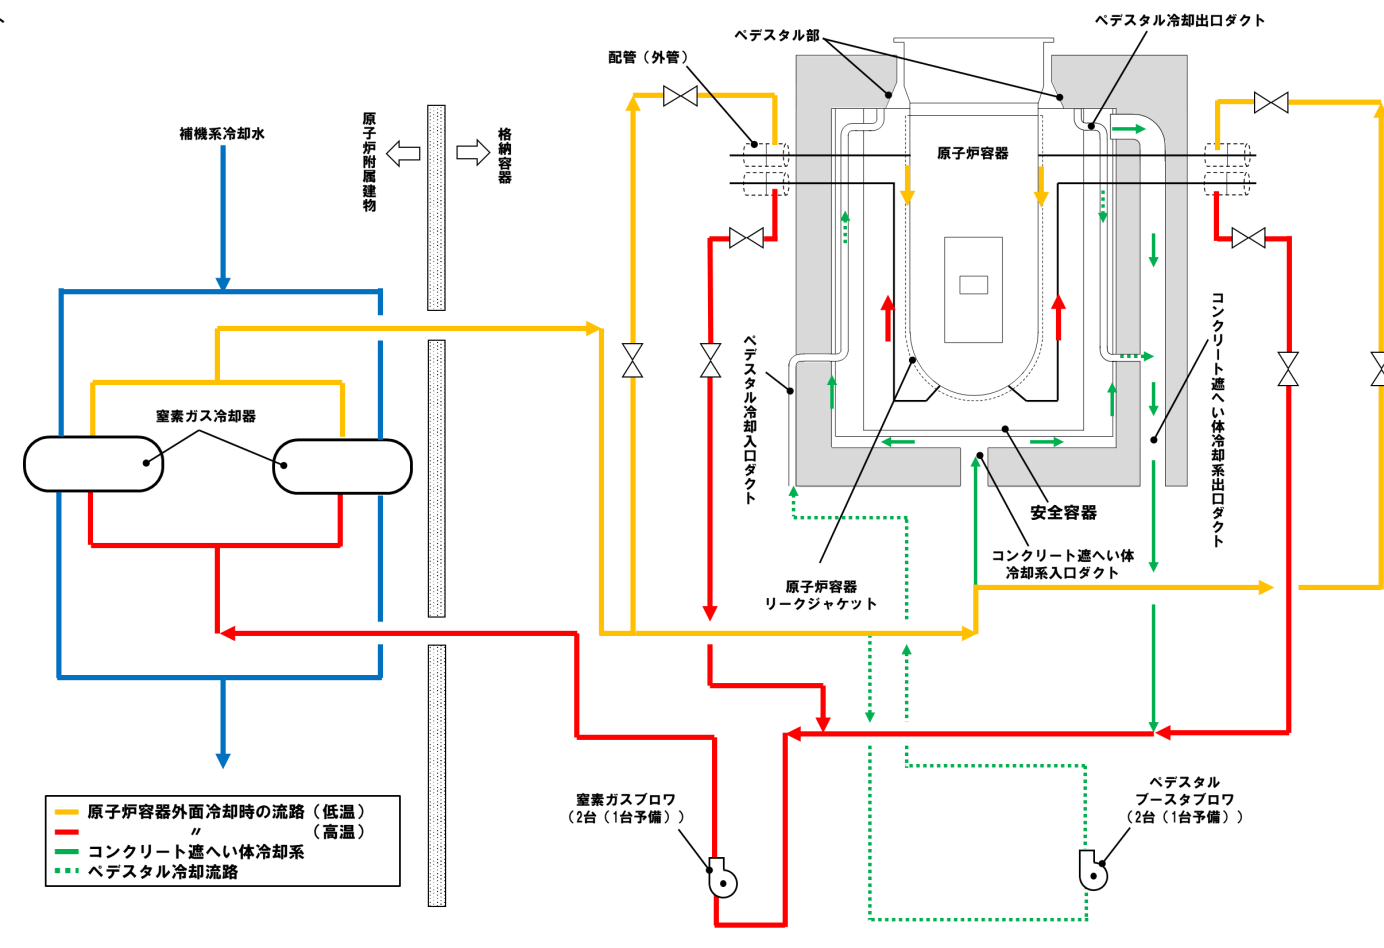 ペデスタル冷却出口ダクト
ペデスタル部
配管（外管）
補機系冷却水
原子炉附属建物
格納容器
原子炉容器
コンクリート遮へい体冷却系出口ダクト
ペデスタル冷却入口ダクト
窒素ガス冷却器
安全容器
コンクリート遮へい体
冷却系入口ダクト
原子炉容器
リークジャケット
窒素ガスブロワ
（2台（1台予備））
ペデスタル
ブースタブロワ
（2台（1台予備））
原子炉容器外面冷却時の流路（低温）
〃（高温）
コンクリート遮へい体冷却系
ペデスタル冷却流路